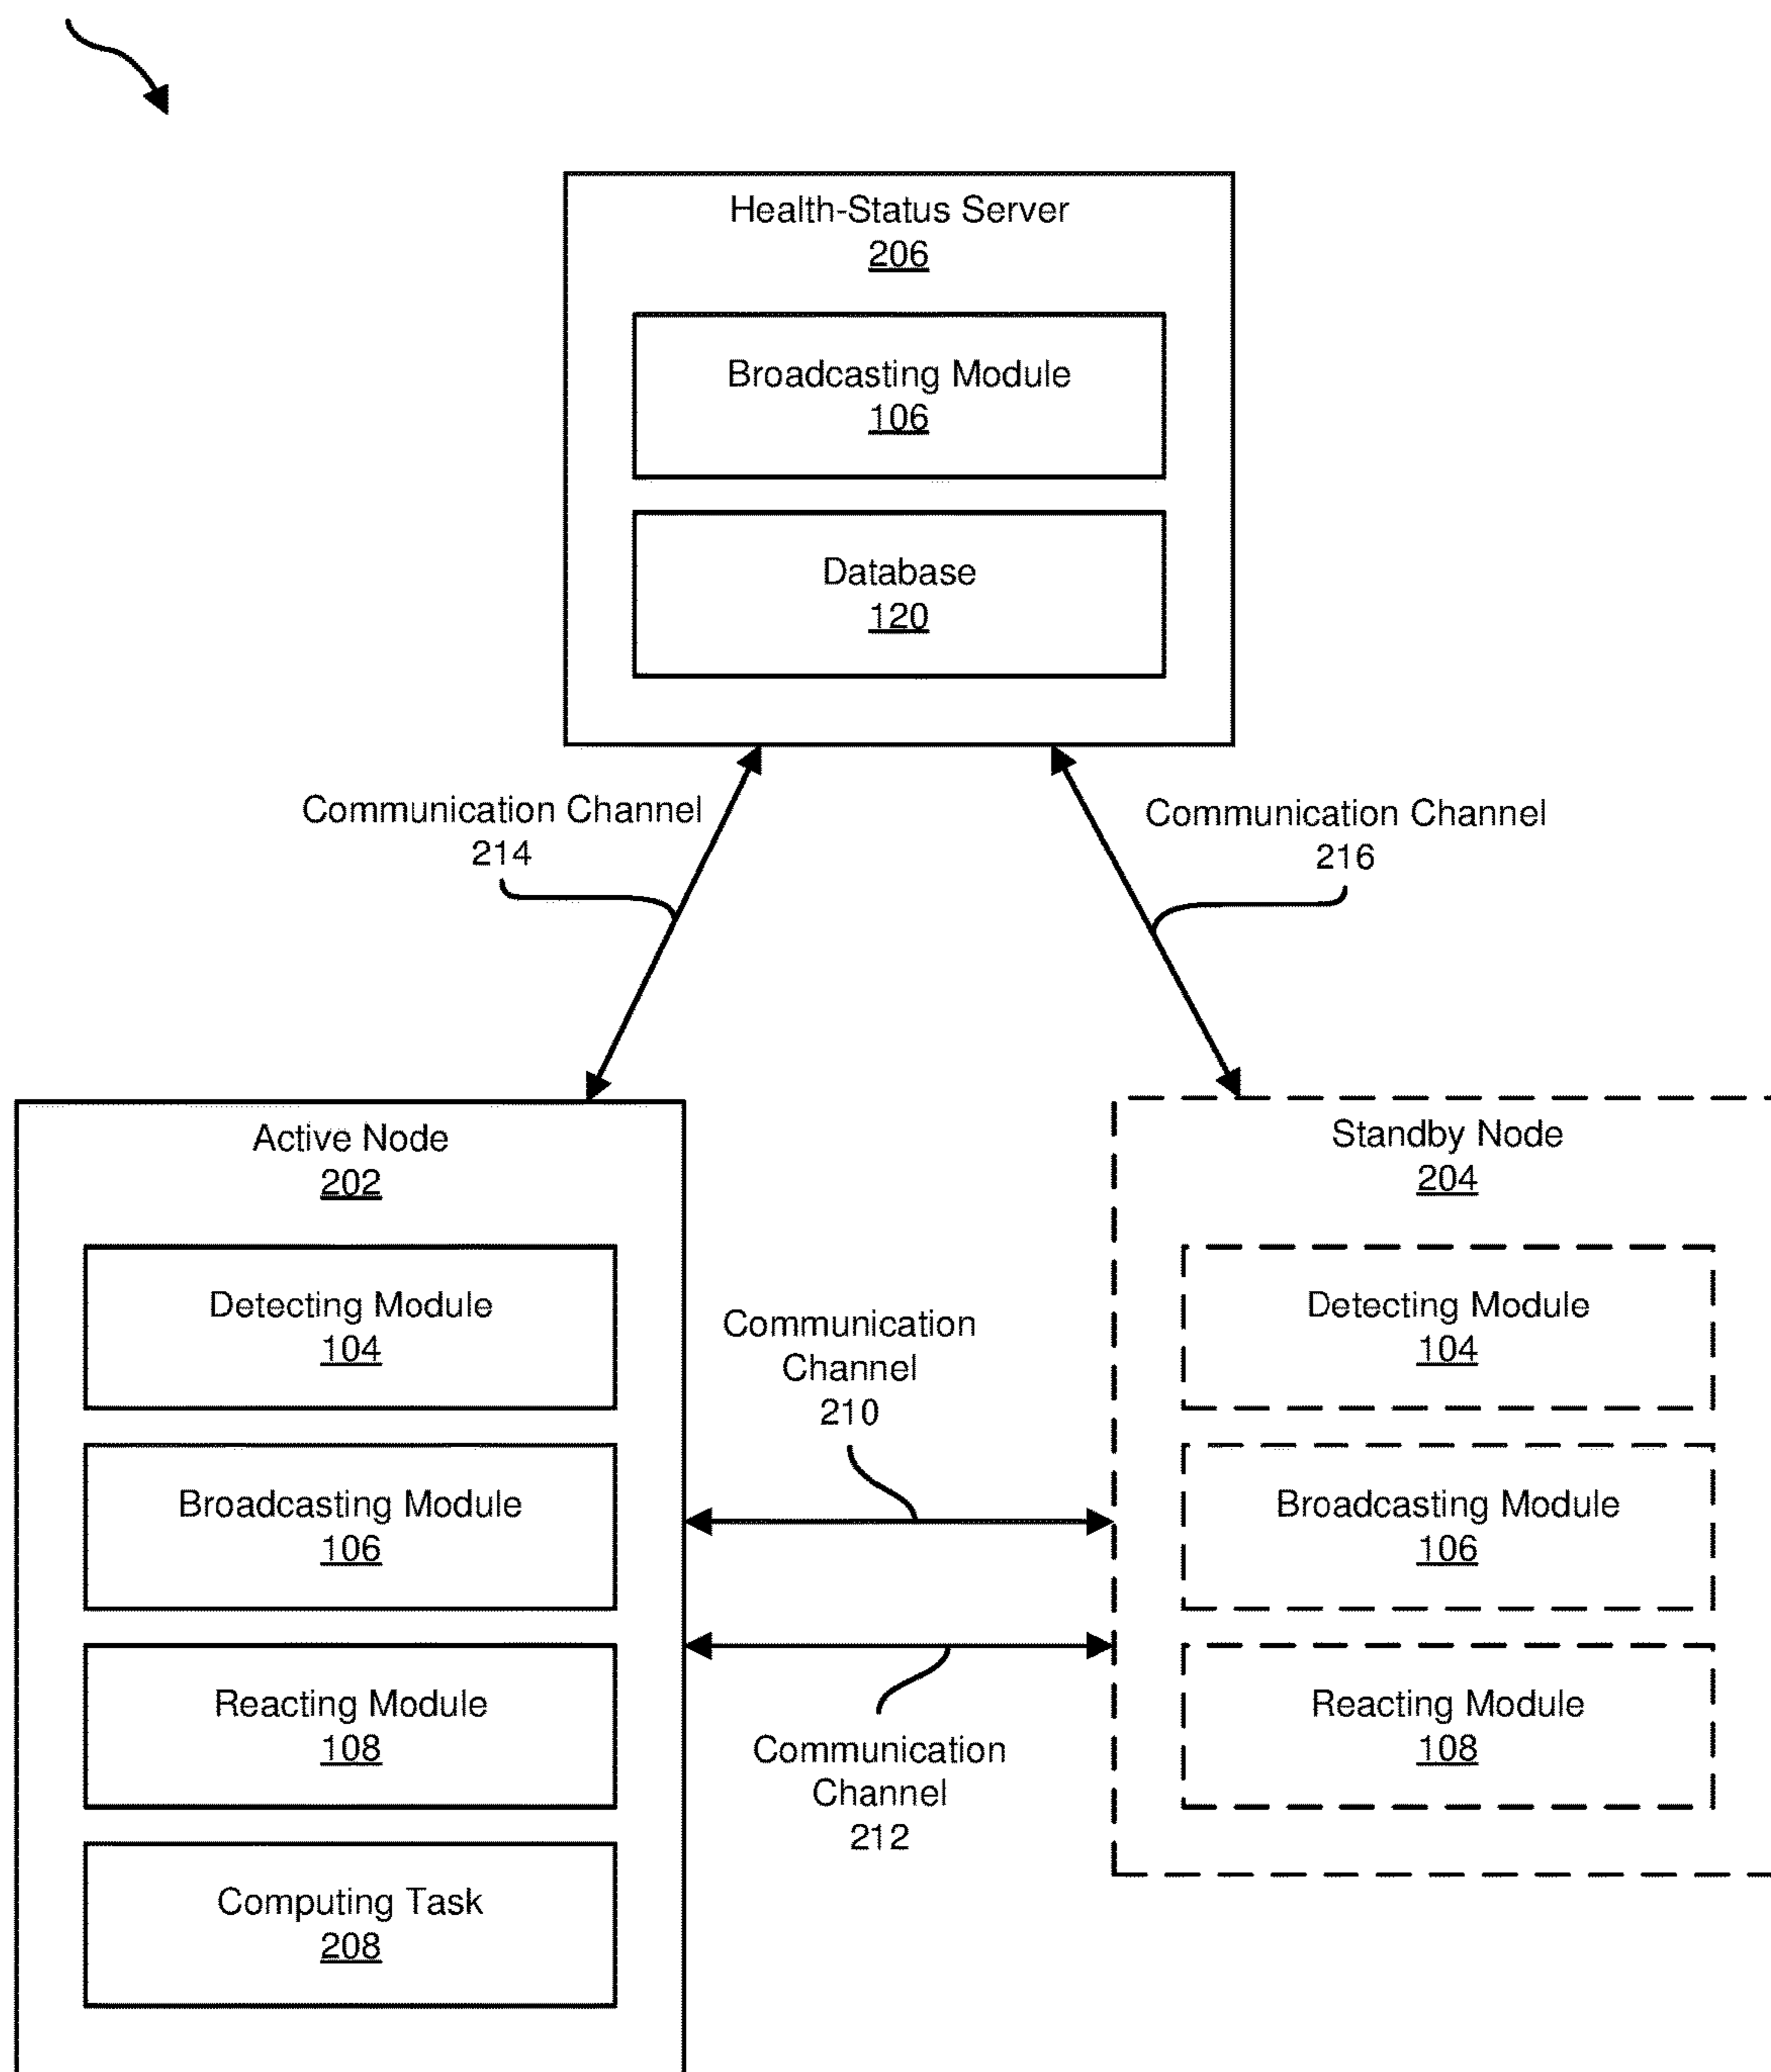 Health-Status Server
206
Broadcasting Module
106
Database
120
Communication Channel
214
Communication Channel
216
Active Node
202
Detecting Module
104
Broadcasting Module
106
Reacting Module
108
Computing Task
208
Communication
Channel
210
Communication
Channel
212
Standby Node
204
Detecting Module
104
Broadcasting Module
106
Reacting Module
108